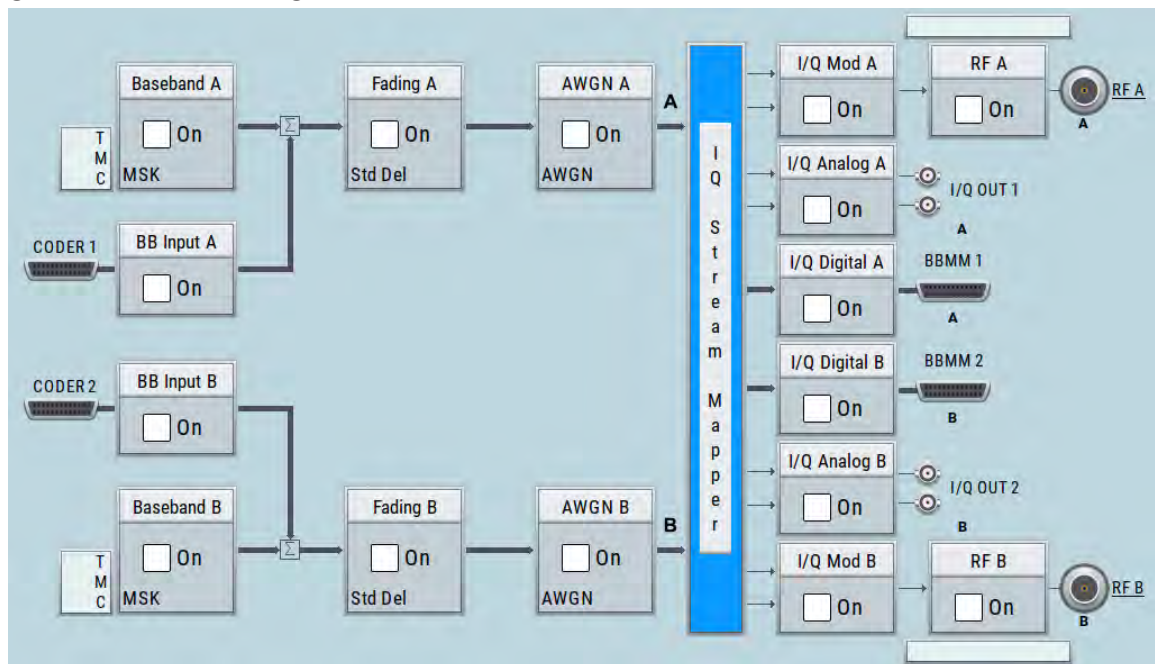 Baseband A
On
T
M
C
MSK
Σ
Fading A
On
Std Del
AWGN A
On
AWGN
A
CODER 1
BB Input A
On
CODER 2
BB Input B
On
Baseband B
On
T
M
C
MSK
Σ
Fading B
On
Std Del
AWGN B
On
AWGN
B
I
Q
S
t
r
e
a
m
M
a
p
p
e
r
I/Q Mod A
On
RF A
On
RF A
A
I/Q Analog A
On
I/Q OUT 1
A
I/Q Digital A
On
BBMM 1
A
I/Q Digital B
On
BBMM 2
B
I/Q Analog B
On
I/Q OUT 2
B
I/Q Mod B
On
RF B
On
RF B
B